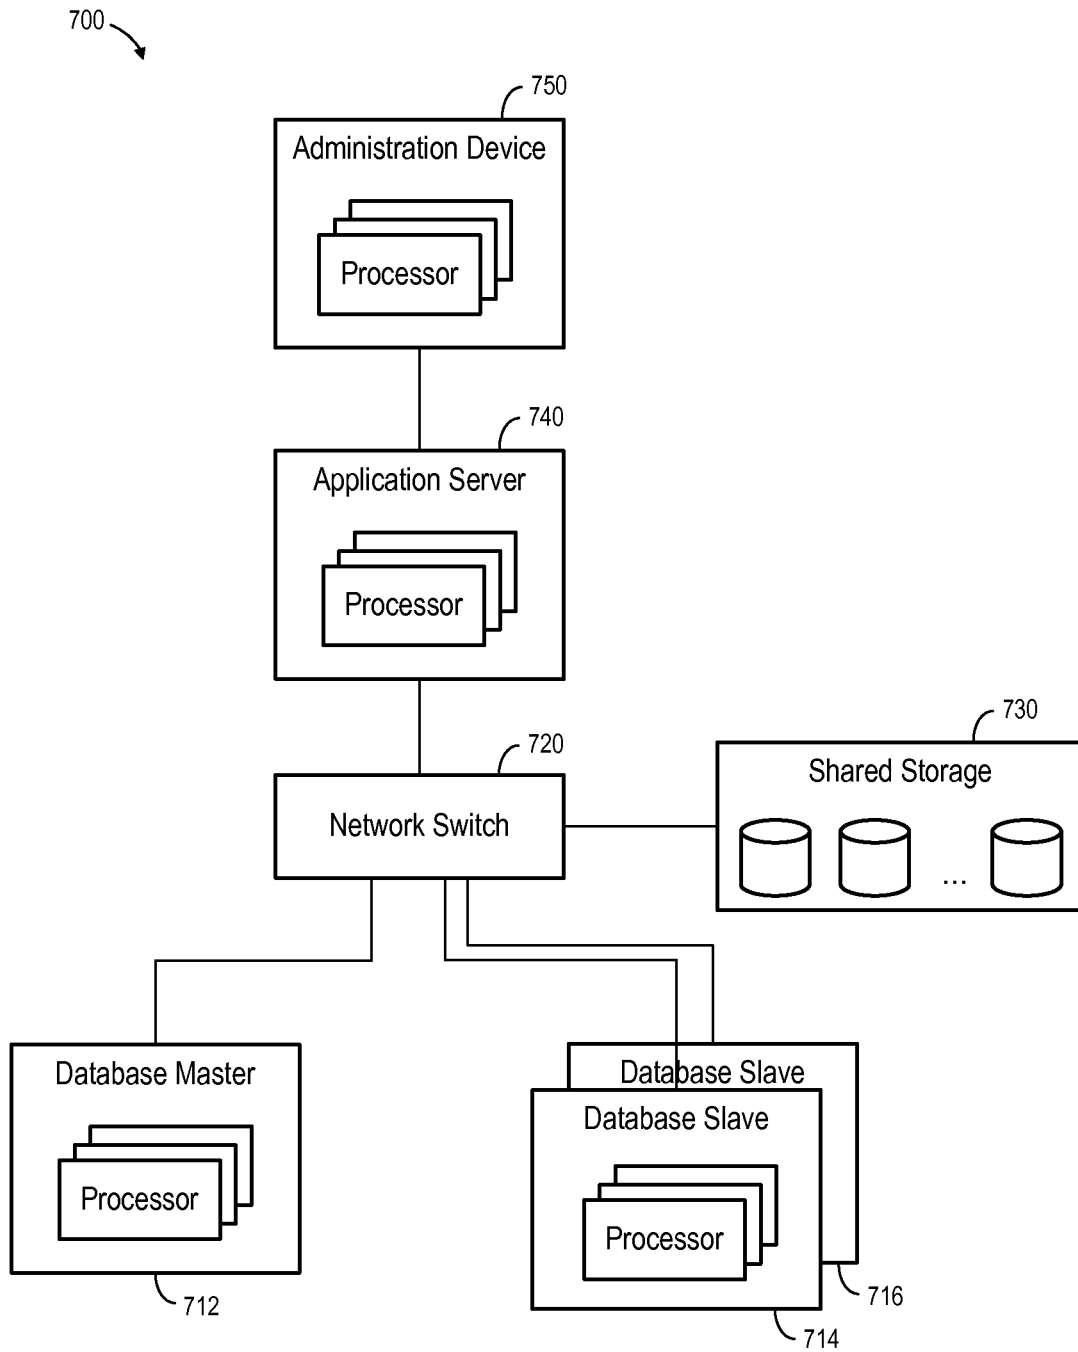 700
750
Administration Device
Processor
740
Application Server
Processor
720
Network Switch
730
Shared Storage
...
Database Master
Processor
712
Database Slave
Database Slave
Processor
716
714